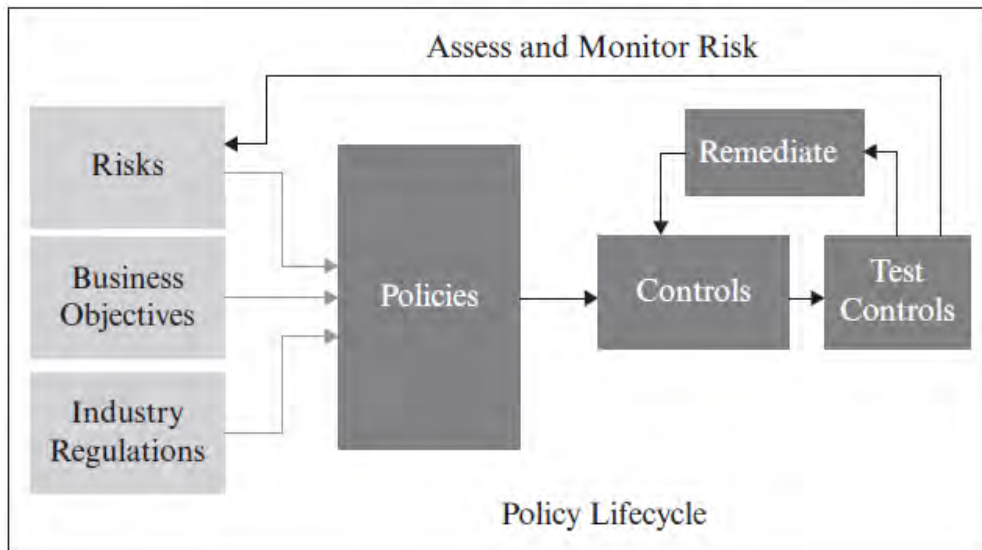 Assess and Monitor Risk
Risks
Remediate
Business
Objectives
Policies
Controls
Test
Controls
Industry
Regulations
Policy Lifecycle